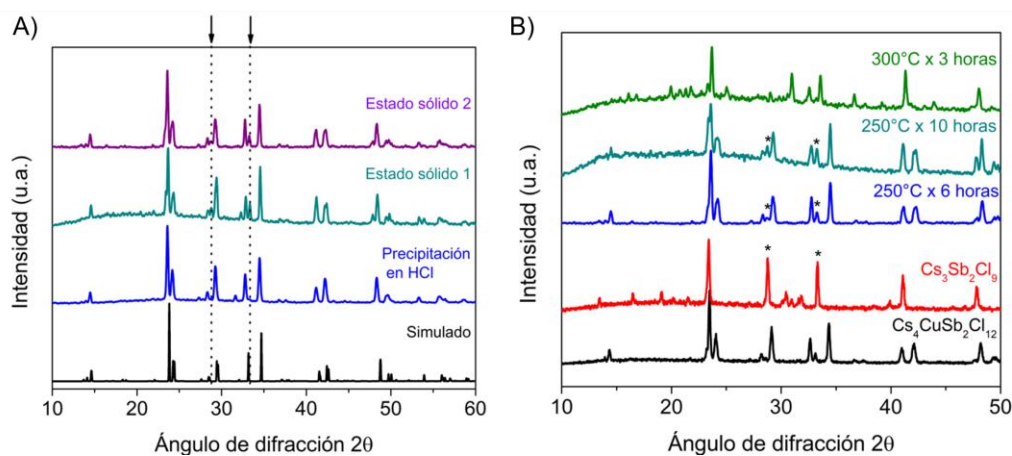 A)
Intensidad (u.a.)
Estado sólido 2
Estado sólido 1
Precipitación
en HCl
Simulado
10 20 30 40 50 60
Ángulo de difracción 2θ
B)
Intensidad (u.a.)
300°C x 3 horas
250°C x 10 horas
* *
250°C x 6 horas
* *
Cs₃Sb₂Cl₉
* *
Cs₄CuSb₂Cl₁₂
10 20 30 40 50
Ángulo de difracción 2θ